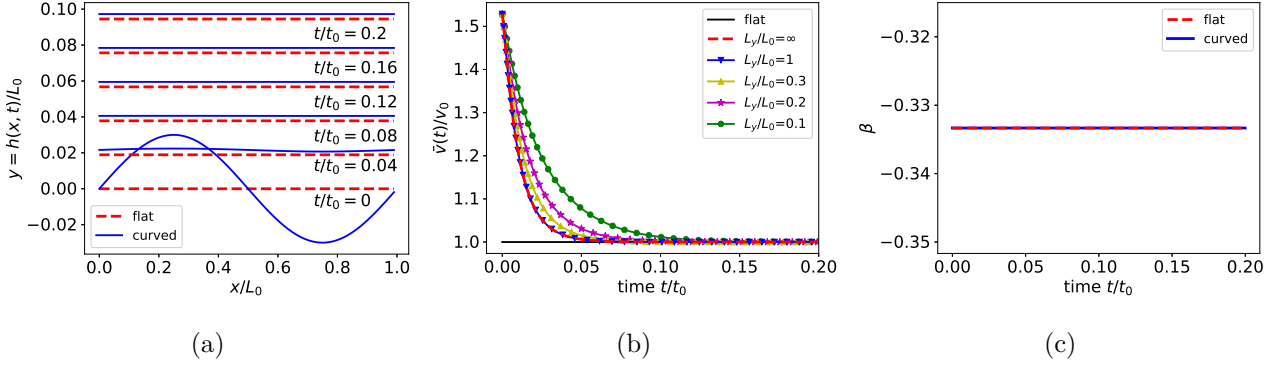 0.10
0.08
0.06
0.04
0.02
0.00
−0.02
y = h(x, t)/L₀
t/t₀ = 0.2
t/t₀ = 0.16
t/t₀ = 0.12
t/t₀ = 0.08
t/t₀ = 0.04
t/t₀ = 0
flat
curved
0.0 0.2 0.4 0.6 0.8 1.0
x/L₀
(a)
1.5
1.4
1.3
1.2
1.1
1.0
v̄(t)/v₀
flat
L_y/L₀=∞
L_y/L₀=1
L_y/L₀=0.3
L_y/L₀=0.2
L_y/L₀=0.1
0.00 0.05 0.10 0.15 0.20
time t/t₀
(b)
−0.32
−0.33
−0.34
−0.35
β
flat
curved
0.00 0.05 0.10 0.15 0.20
time t/t₀
(c)